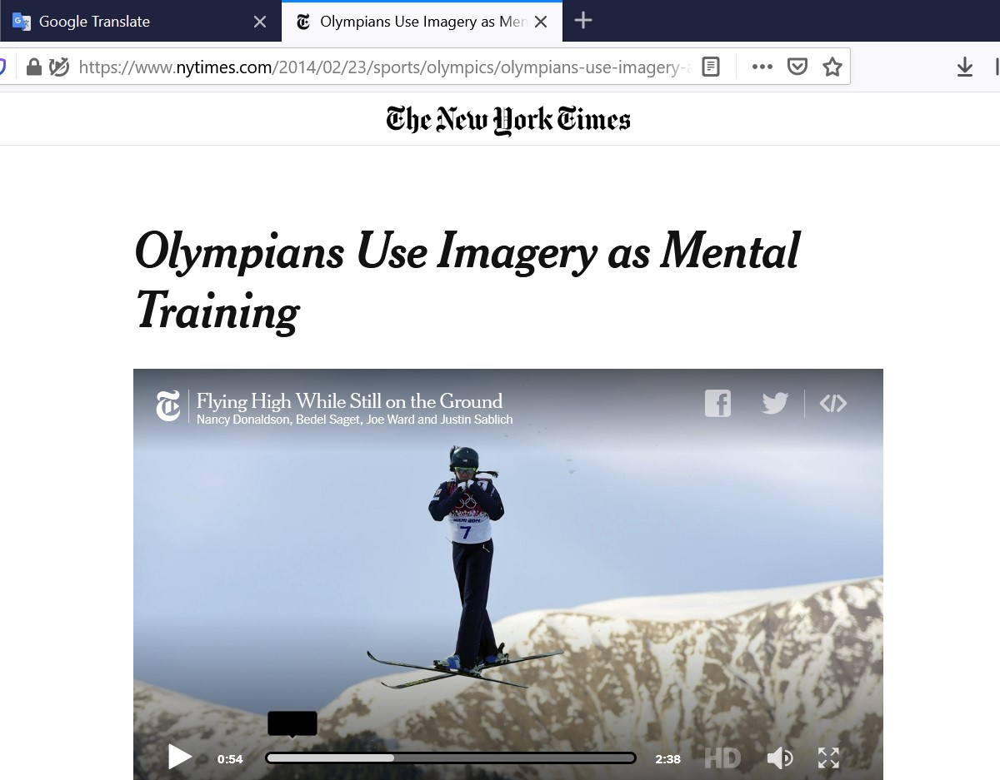 Google Translate
Olympians Use Imagery as Men
https://www.nytimes.com/2014/02/23/sports/olympics/olympians-use-imagery-
The New York Times
Olympians Use Imagery as Mental
Training
Flying High While Still on the Ground
Nancy Donaldson, Bedel Saget, Joe Ward and Justin Sablich
SOCHI 2014
7
0:54
2:38
HD